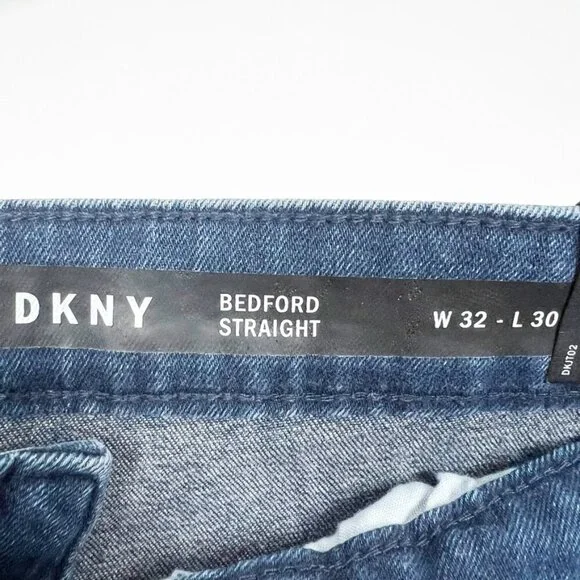 DKNY
BEDFORD
STRAIGHT
W 32 - L 30
DKJT02